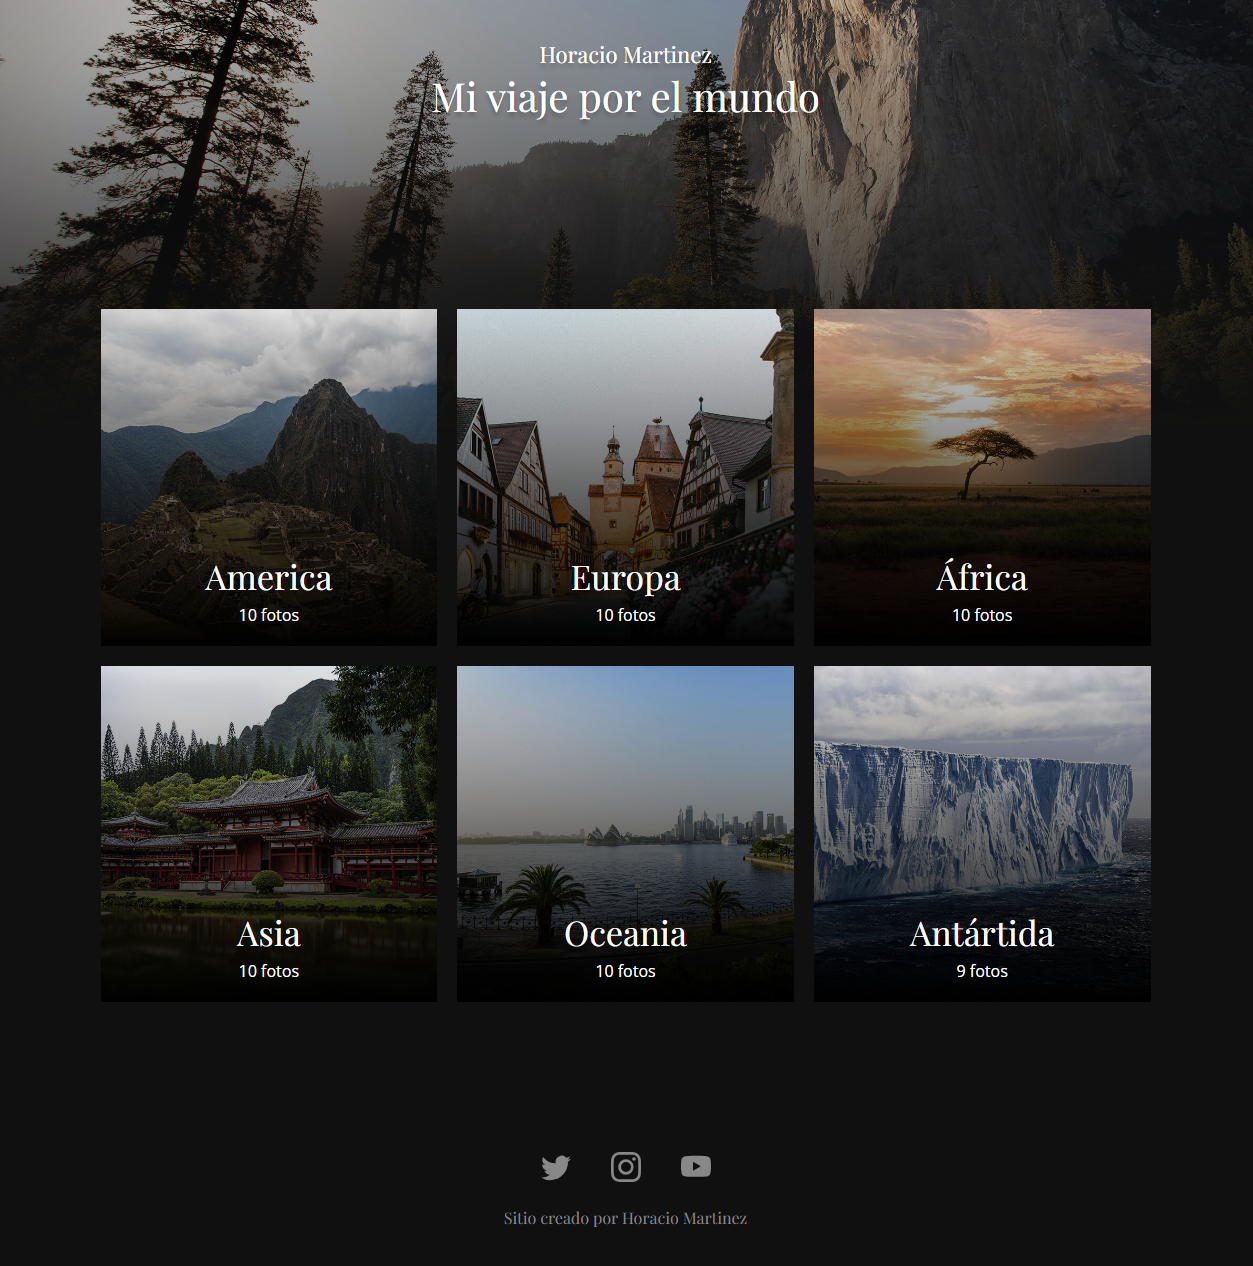 Horacio Martinez
Mi viaje por el mundo
America
10 fotos
Europa
10 fotos
África
10 fotos
Asia
10 fotos
Oceania
10 fotos
Antártida
9 fotos
Sitio creado por Horacio Martinez